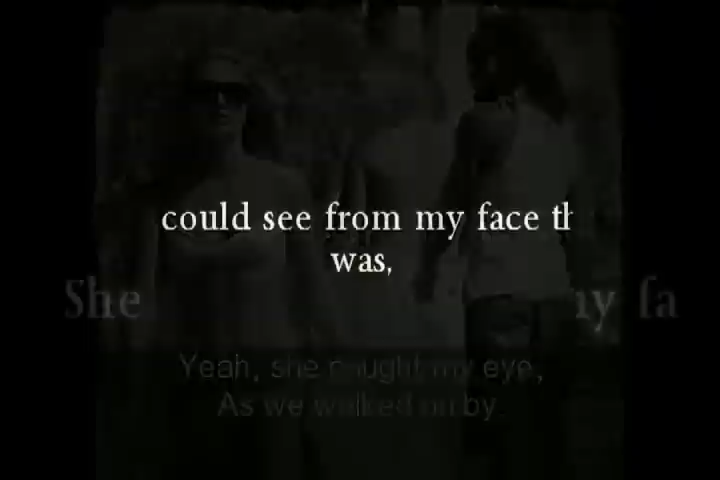 could see from my face th
was,
She my fa
Yeah, she caught my eye,
As we walked on by